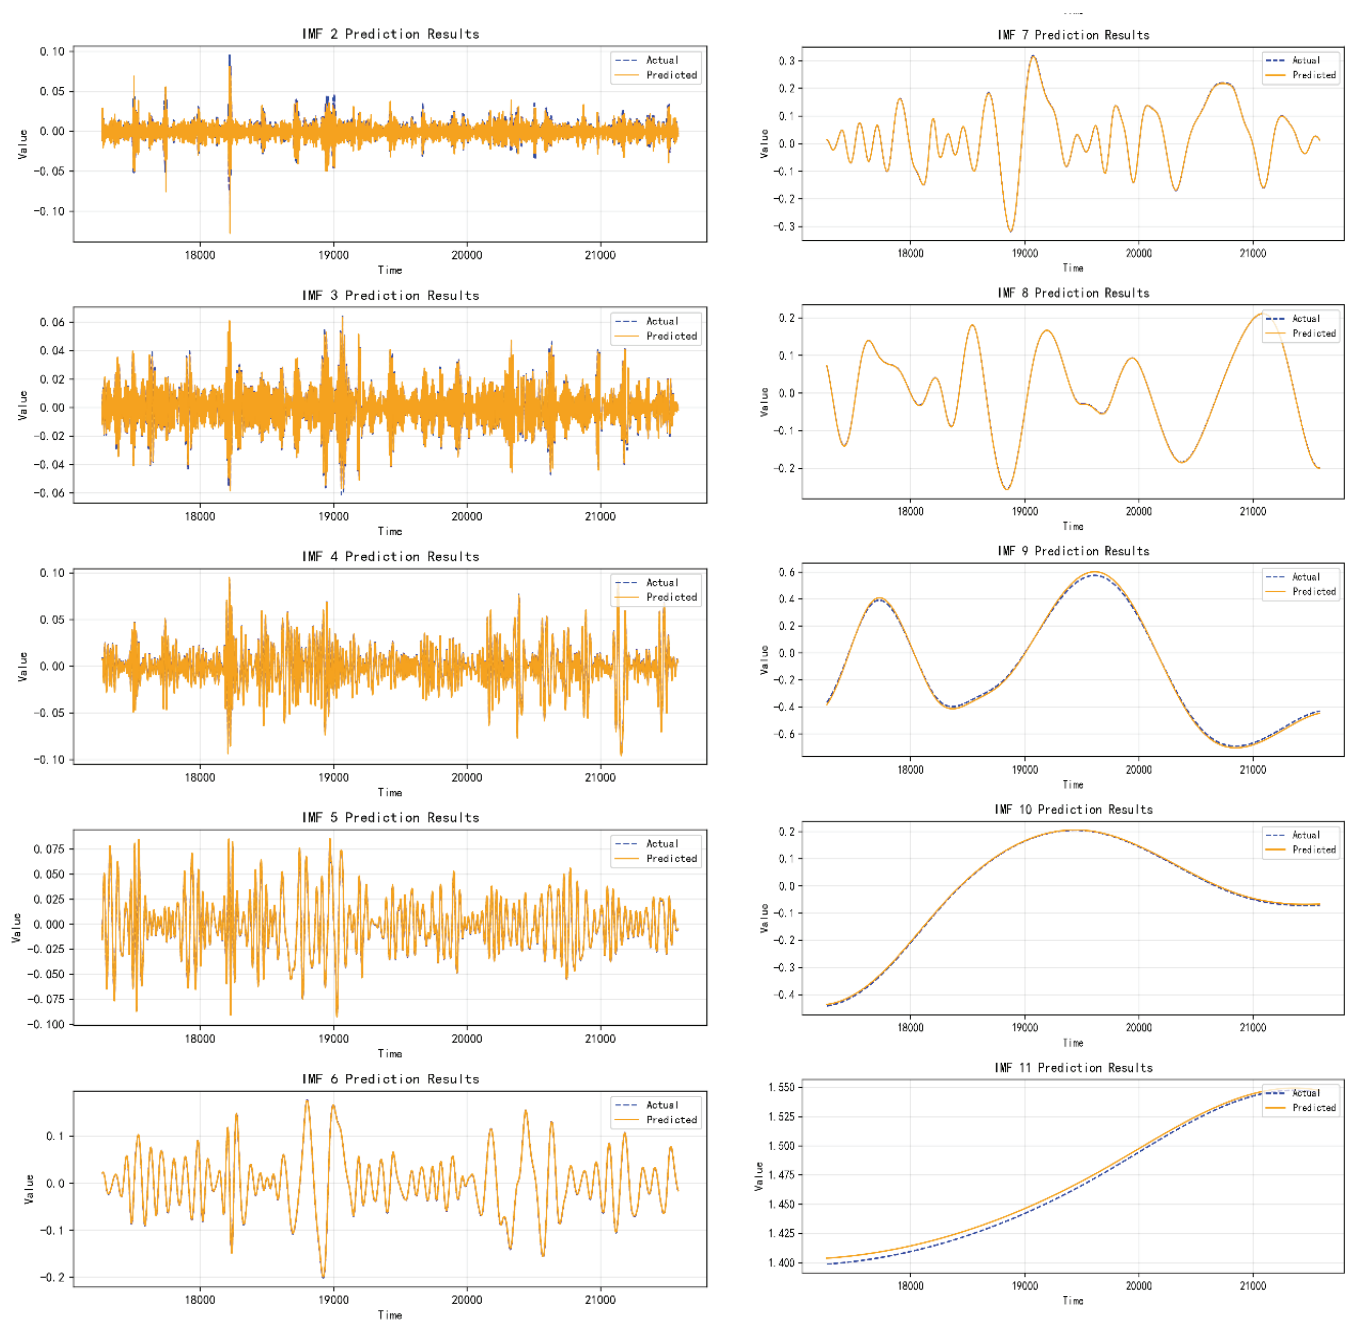 IMF 2 Prediction Results
0.10
0.05
0.00
-0.05
-0.10
Value
Actual
Predicted
18000 19000 20000 21000
Time
IMF 3 Prediction Results
0.06
0.04
0.02
0.00
-0.02
-0.04
-0.06
Value
Actual
Predicted
18000 19000 20000 21000
Time
IMF 4 Prediction Results
0.10
0.05
0.00
-0.05
-0.10
Value
Actual
Predicted
18000 19000 20000 21000
Time
IMF 5 Prediction Results
0.075
0.050
0.025
0.000
-0.025
-0.050
-0.075
-0.100
Value
Actual
Predicted
18000 19000 20000 21000
Time
IMF 6 Prediction Results
0.1
0.0
-0.1
-0.2
Value
Actual
Predicted
18000 19000 20000 21000
Time
IMF 7 Prediction Results
0.3
0.2
0.1
0.0
-0.1
-0.2
-0.3
Value
Actual
Predicted
18000 19000 20000 21000
Time
IMF 8 Prediction Results
0.2
0.1
0.0
-0.1
-0.2
Value
Actual
Predicted
18000 19000 20000 21000
Time
IMF 9 Prediction Results
0.6
0.4
0.2
0.0
-0.2
-0.4
-0.6
Value
Actual
Predicted
18000 19000 20000 21000
Time
IMF 10 Prediction Results
0.2
0.1
0.0
-0.1
-0.2
-0.3
-0.4
Value
Actual
Predicted
18000 19000 20000 21000
Time
IMF 11 Prediction Results
1.550
1.525
1.500
1.475
1.450
1.425
1.400
Value
Actual
Predicted
18000 19000 20000 21000
Time